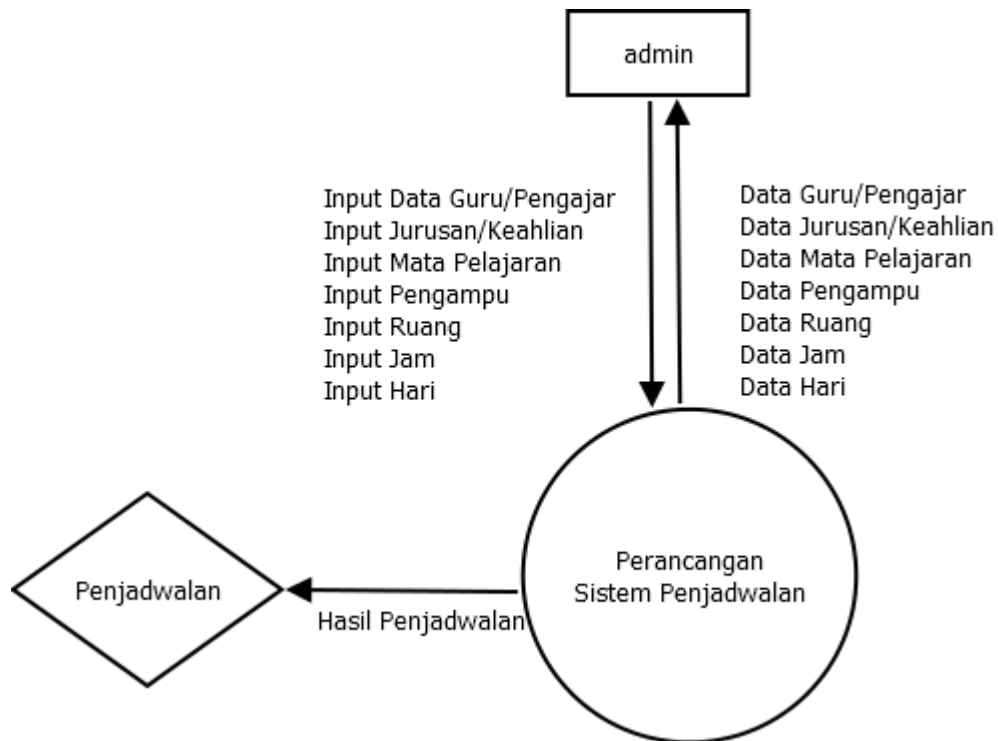 admin
Input Data Guru/Pengajar
Input Jurusan/Keahlian
Input Mata Pelajaran
Input Pengampu
Input Ruang
Input Jam
Input Hari
Data Guru/Pengajar
Data Jurusan/Keahlian
Data Mata Pelajaran
Data Pengampu
Data Ruang
Data Jam
Data Hari
Perancangan
Sistem Penjadwalan
Penjadwalan
Hasil Penjadwalan